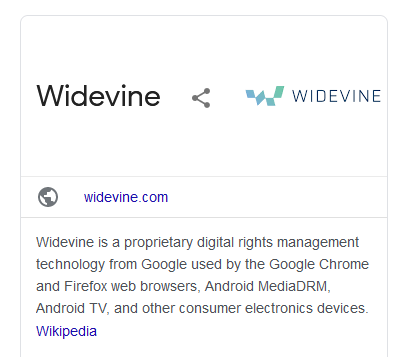 Widevine
WIDEVINE
widevine.com
Widevine is a proprietary digital rights management
technology from Google used by the Google Chrome
and Firefox web browsers, Android MediaDRM,
Android TV, and other consumer electronics devices.
Wikipedia